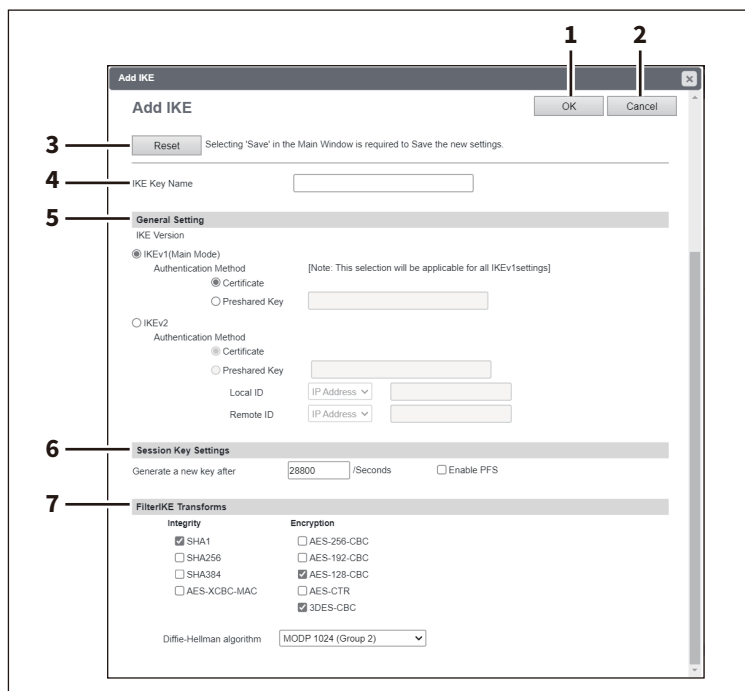 1 2
Add IKE
Add IKE OK Cancel
3 Reset Selecting 'Save' in the Main Window is required to Save the new settings.
4 IKE Key Name
5 General Setting
IKE Version
IKEv1(Main Mode)
Authentication Method [Note: This selection will be applicable for all IKEv1settings]
Certificate
Preshared Key
IKEv2
Authentication Method
Certificate
Preshared Key
Local ID IP Address
Remote ID IP Address
6 Session Key Settings
Generate a new key after 28800 /Seconds Enable PFS
7 FilterIKE Transforms
Integrity Encryption
SHA1 AES-256-CBC
SHA256 AES-192-CBC
SHA384 AES-128-CBC
AES-XCBC-MAC AES-CTR
3DES-CBC
Diffie-Hellman algorithm MODP 1024 (Group 2)